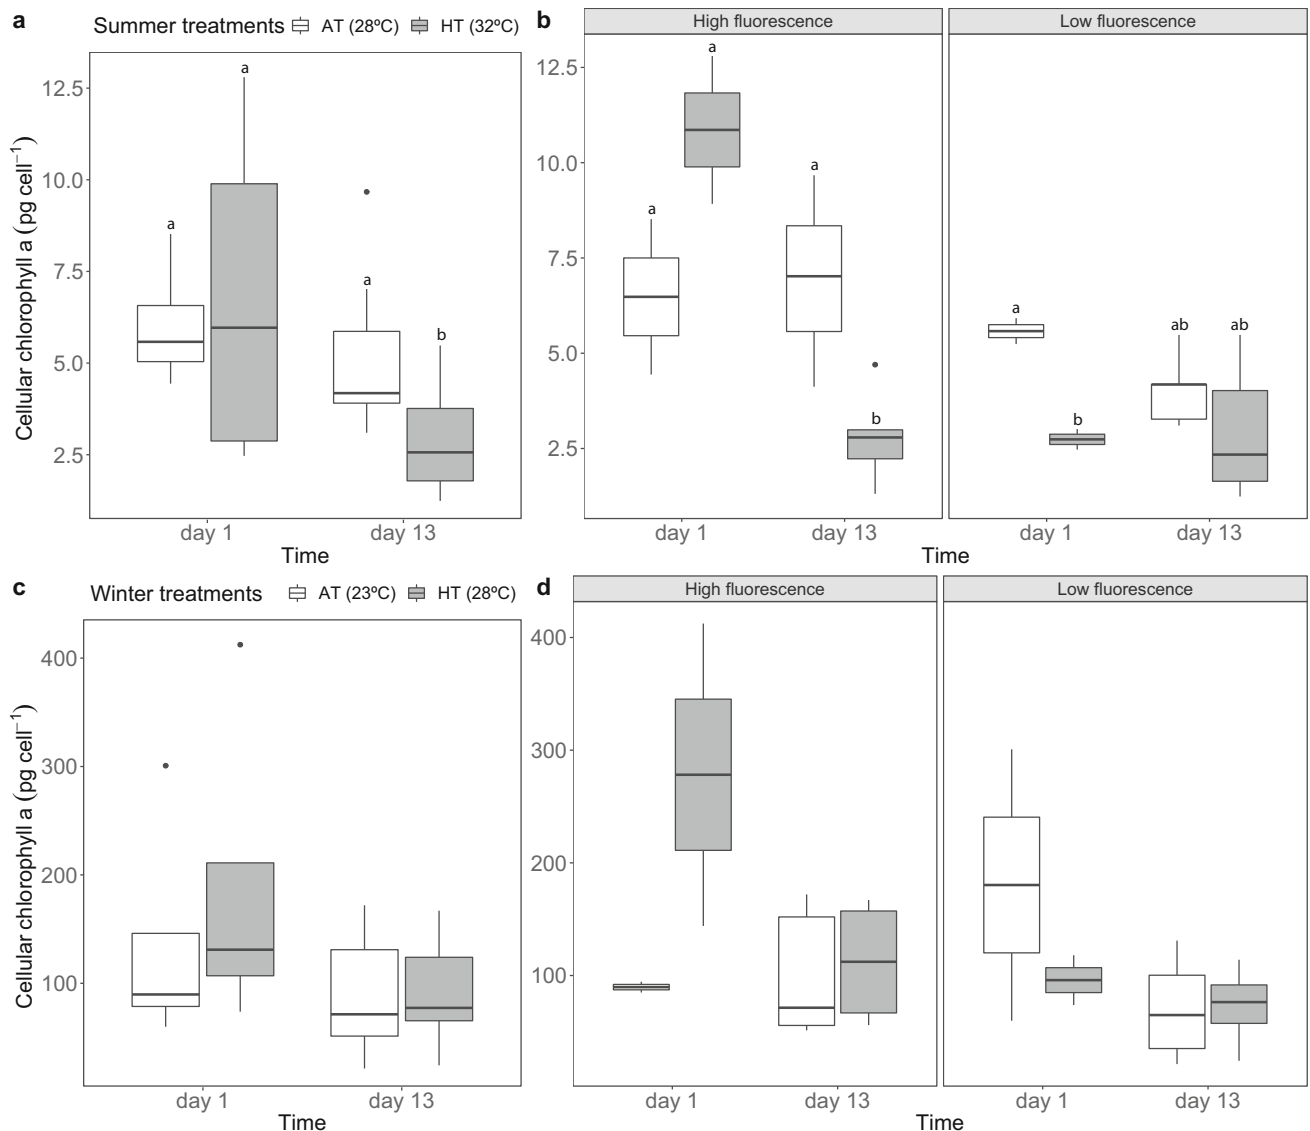 a Summer treatments AT (28ºC) HT (32ºC)
Cellular chlorophyll a (pg cell⁻¹)
12.5
10.0
7.5
5.0
2.5
a
a
a
b
day 1 day 13
Time
b
High fluorescence Low fluorescence
12.5
10.0
7.5
5.0
2.5
a
a
a
b
a
b
ab
ab
day 1 day 13 day 1 day 13
Time
c Winter treatments AT (23ºC) HT (28ºC)
Cellular chlorophyll a (pg cell⁻¹)
400
300
200
100
day 1 day 13
Time
d
High fluorescence Low fluorescence
400
300
200
100
day 1 day 13 day 1 day 13
Time